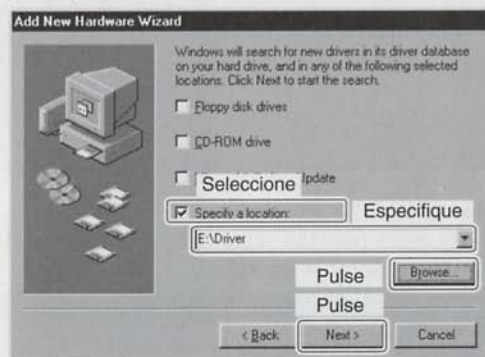 Add New Hardware Wizard
Windows will search for new drivers in its driver database
on your hard drive, and in any of the following selected
locations. Click Next to start the search.
Floppy disk drives
CD-ROM drive
Seleccione
Update
Specify a location:
Especifique
E:\Driver
Pulse
Browse...
Pulse
< Back
Next >
Cancel